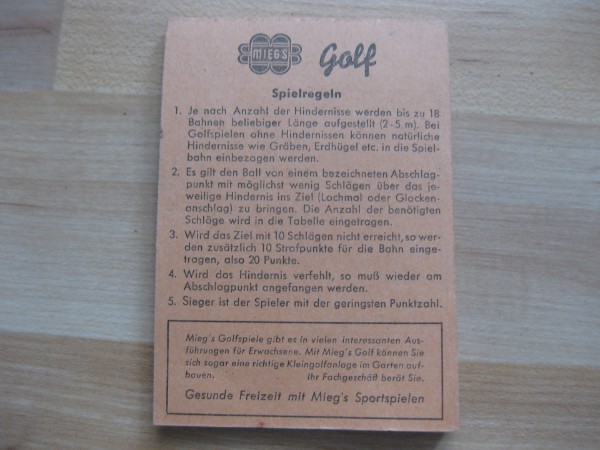 MIEG'S Golf
Spielregeln
1. Je nach Anzahl der Hindernisse werden bis zu 18
Bahnen beliebiger Länge aufgestellt (2-5 m). Bei
Golfspielen ohne Hindernissen können natürliche
Hindernisse wie Gräben, Erdhügel etc. in die Spiel-
bahn einbezogen werden.
2. Es gilt den Ball von einem bezeichneten Abschlag-
punkt mit möglichst wenig Schlägen über das je-
weilige Hindernis ins Ziel (Lochmal oder Glocken-
anschlag) zu bringen. Die Anzahl der benötigten
Schläge wird in die Tabelle eingetragen.
3. Wird das Ziel mit 10 Schlägen nicht erreicht, so wer-
den zusätzlich 10 Strafpunkte für die Bahn einge-
tragen, also 20 Punkte.
4. Wird das Hindernis verfehlt, so muß wieder am
Abschlagpunkt angefangen werden.
5. Sieger ist der Spieler mit der geringsten Punktzahl.
Mieg's Golfspiele gibt es in vielen interessanten Aus-
führungen für Erwachsene. Mit Mieg's Golf können Sie
sich sogar eine richtige Kleingolfanlage im Garten auf-
bauen. Ihr Fachgeschäft berät Sie.
Gesunde Freizeit mit Mieg's Sportspielen